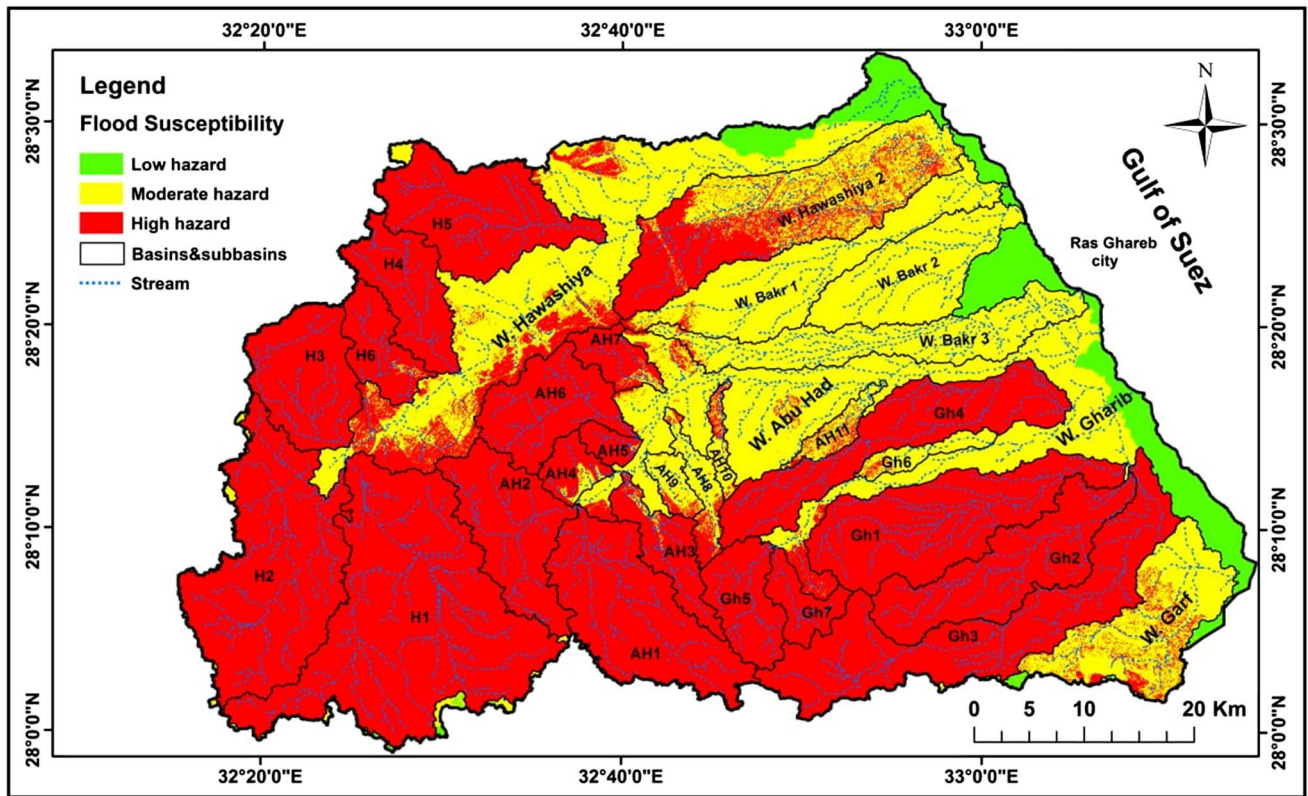 32°20'0"E 32°40'0"E 33°0'0"E
Legend
Flood Susceptibility
Low hazard
Moderate hazard
High hazard
Basins&subbasins
Stream
N
28°30'0"N
28°30'0"N
Gulf of Suez
Ras Ghareb
city
W. Hawashiya 2
H5
H4
W. Bakr 2
W. Bakr 1
W. Hawashiya
28°20'0"N
28°20'0"N
H3
H6
AH7
W. Bakr 3
AH6
W. Abu Had
Gh4
W. Gharib
AH11
AH5
AH4
AH2
AH9
AH8
AH10
Gh6
28°10'0"N
28°10'0"N
AH3
Gh1
Gh2
H2
H1
Gh5
Gh7
Gh3
W. Garf
AH1
0 5 10 20 Km
28°0'0"N
28°0'0"N
32°20'0"E 32°40'0"E 33°0'0"E